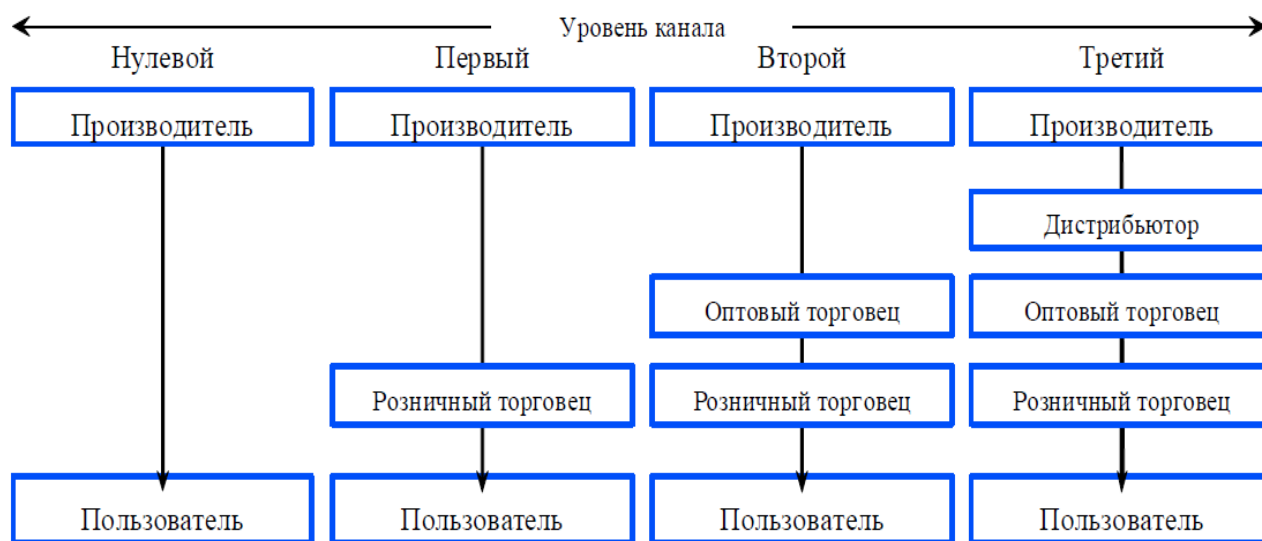 Уровень канала
Нулевой Первый Второй Третий
Производитель Производитель Производитель Производитель
Дистрибьютор
Оптовый торговец Оптовый торговец
Розничный торговец Розничный торговец Розничный торговец
Пользователь Пользователь Пользователь Пользователь